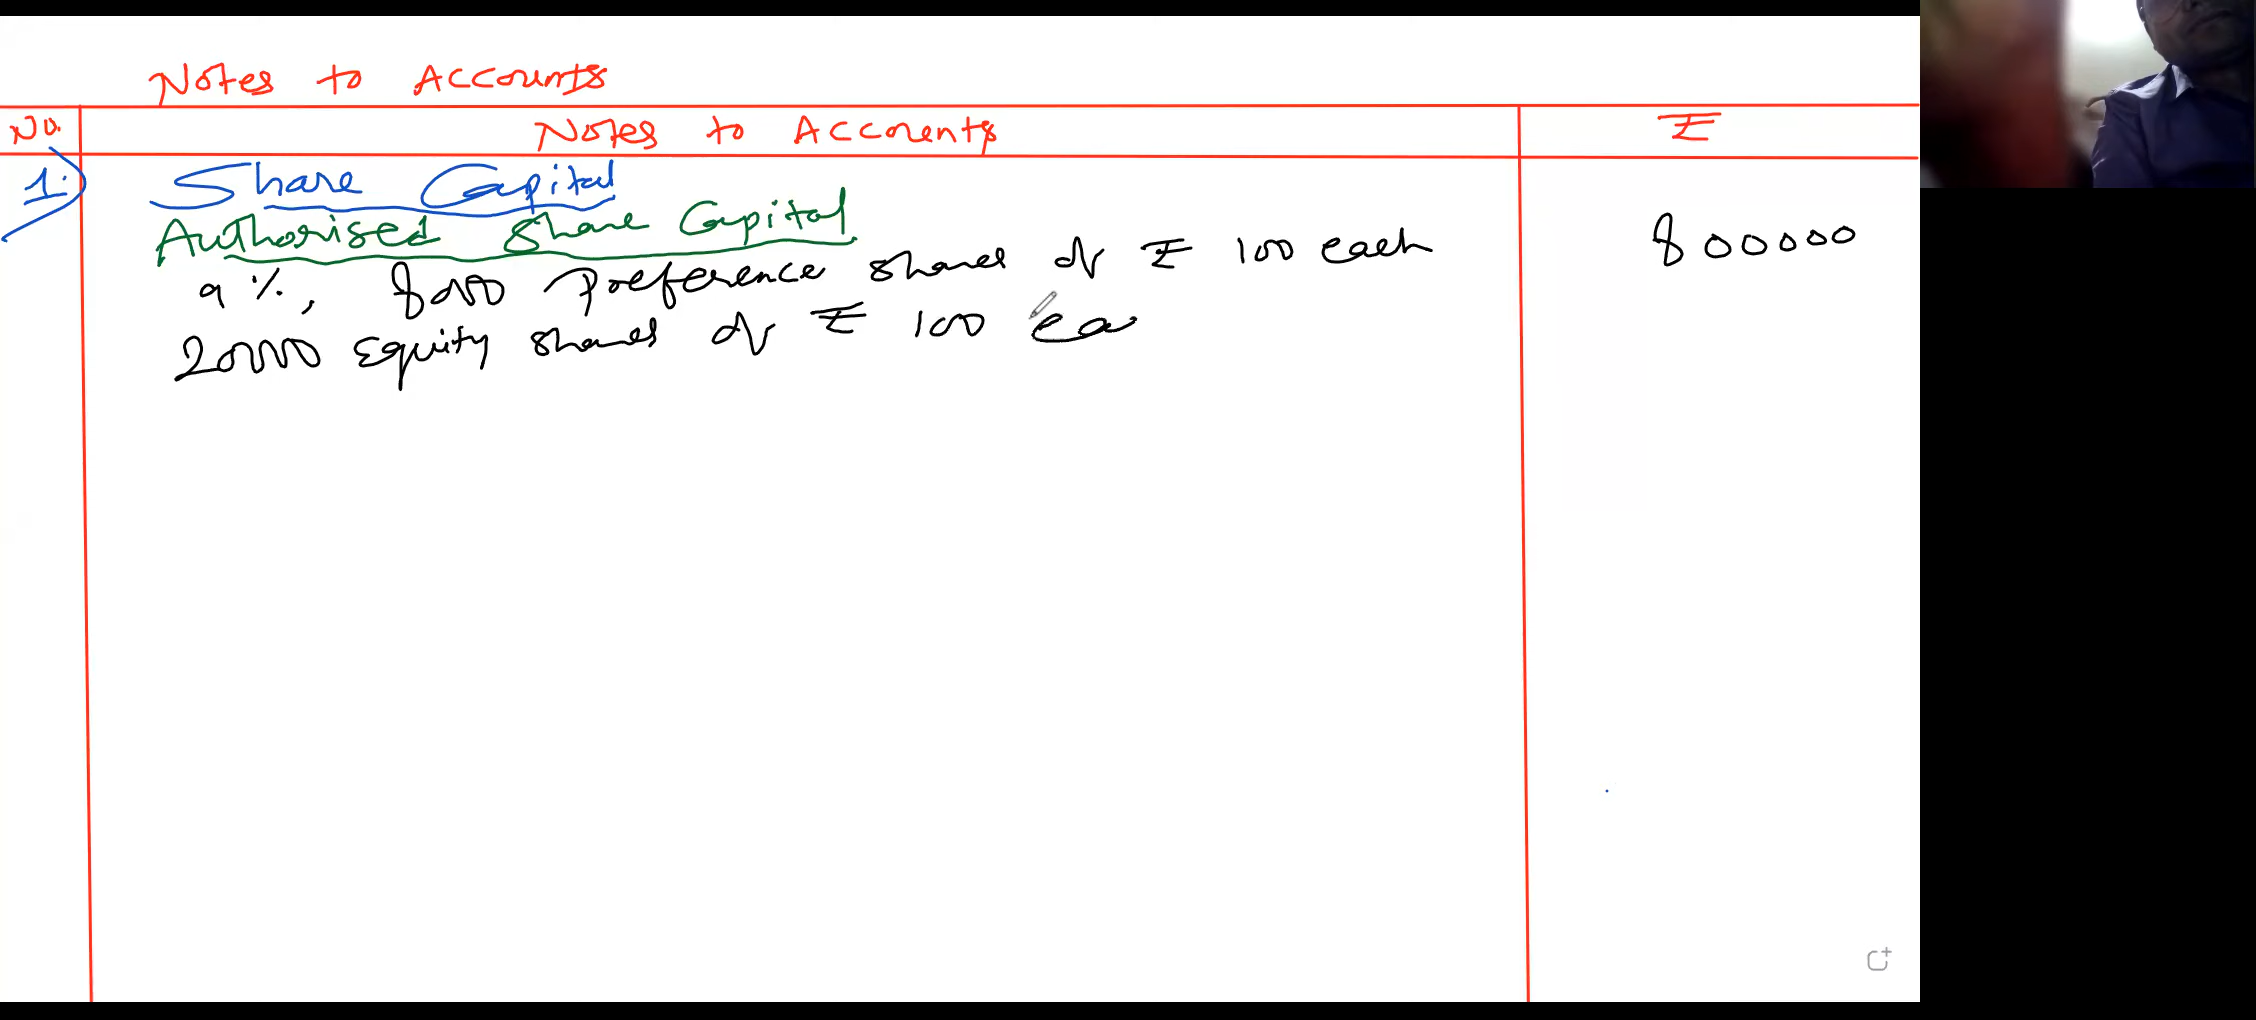 Notes to Accounts
No. Notes to Accounts ₹
1. Share Capital
Authorised Share Capital
9%, 8000 Preference shares of ₹ 100 each 800000
20000 Equity shares of ₹ 100 ea